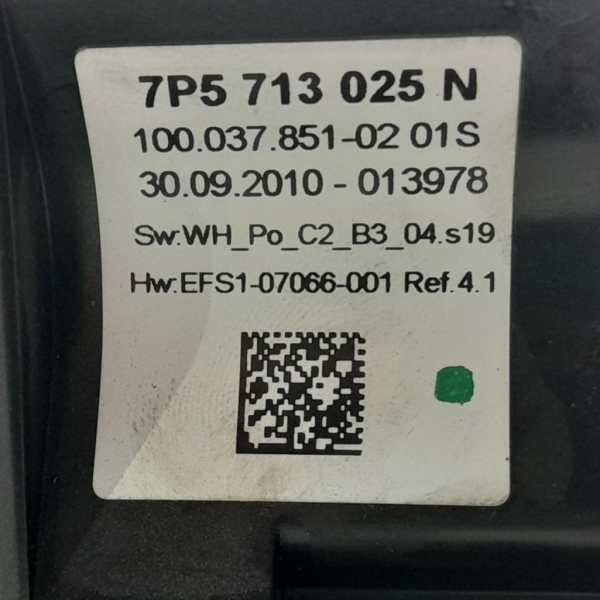 7P5 713 025 N
100.037.851-02 01S
30.09.2010 - 013978
Sw:WH_Po_C2_B3_04.s19
Hw:EFS1-07066-001 Ref.4.1